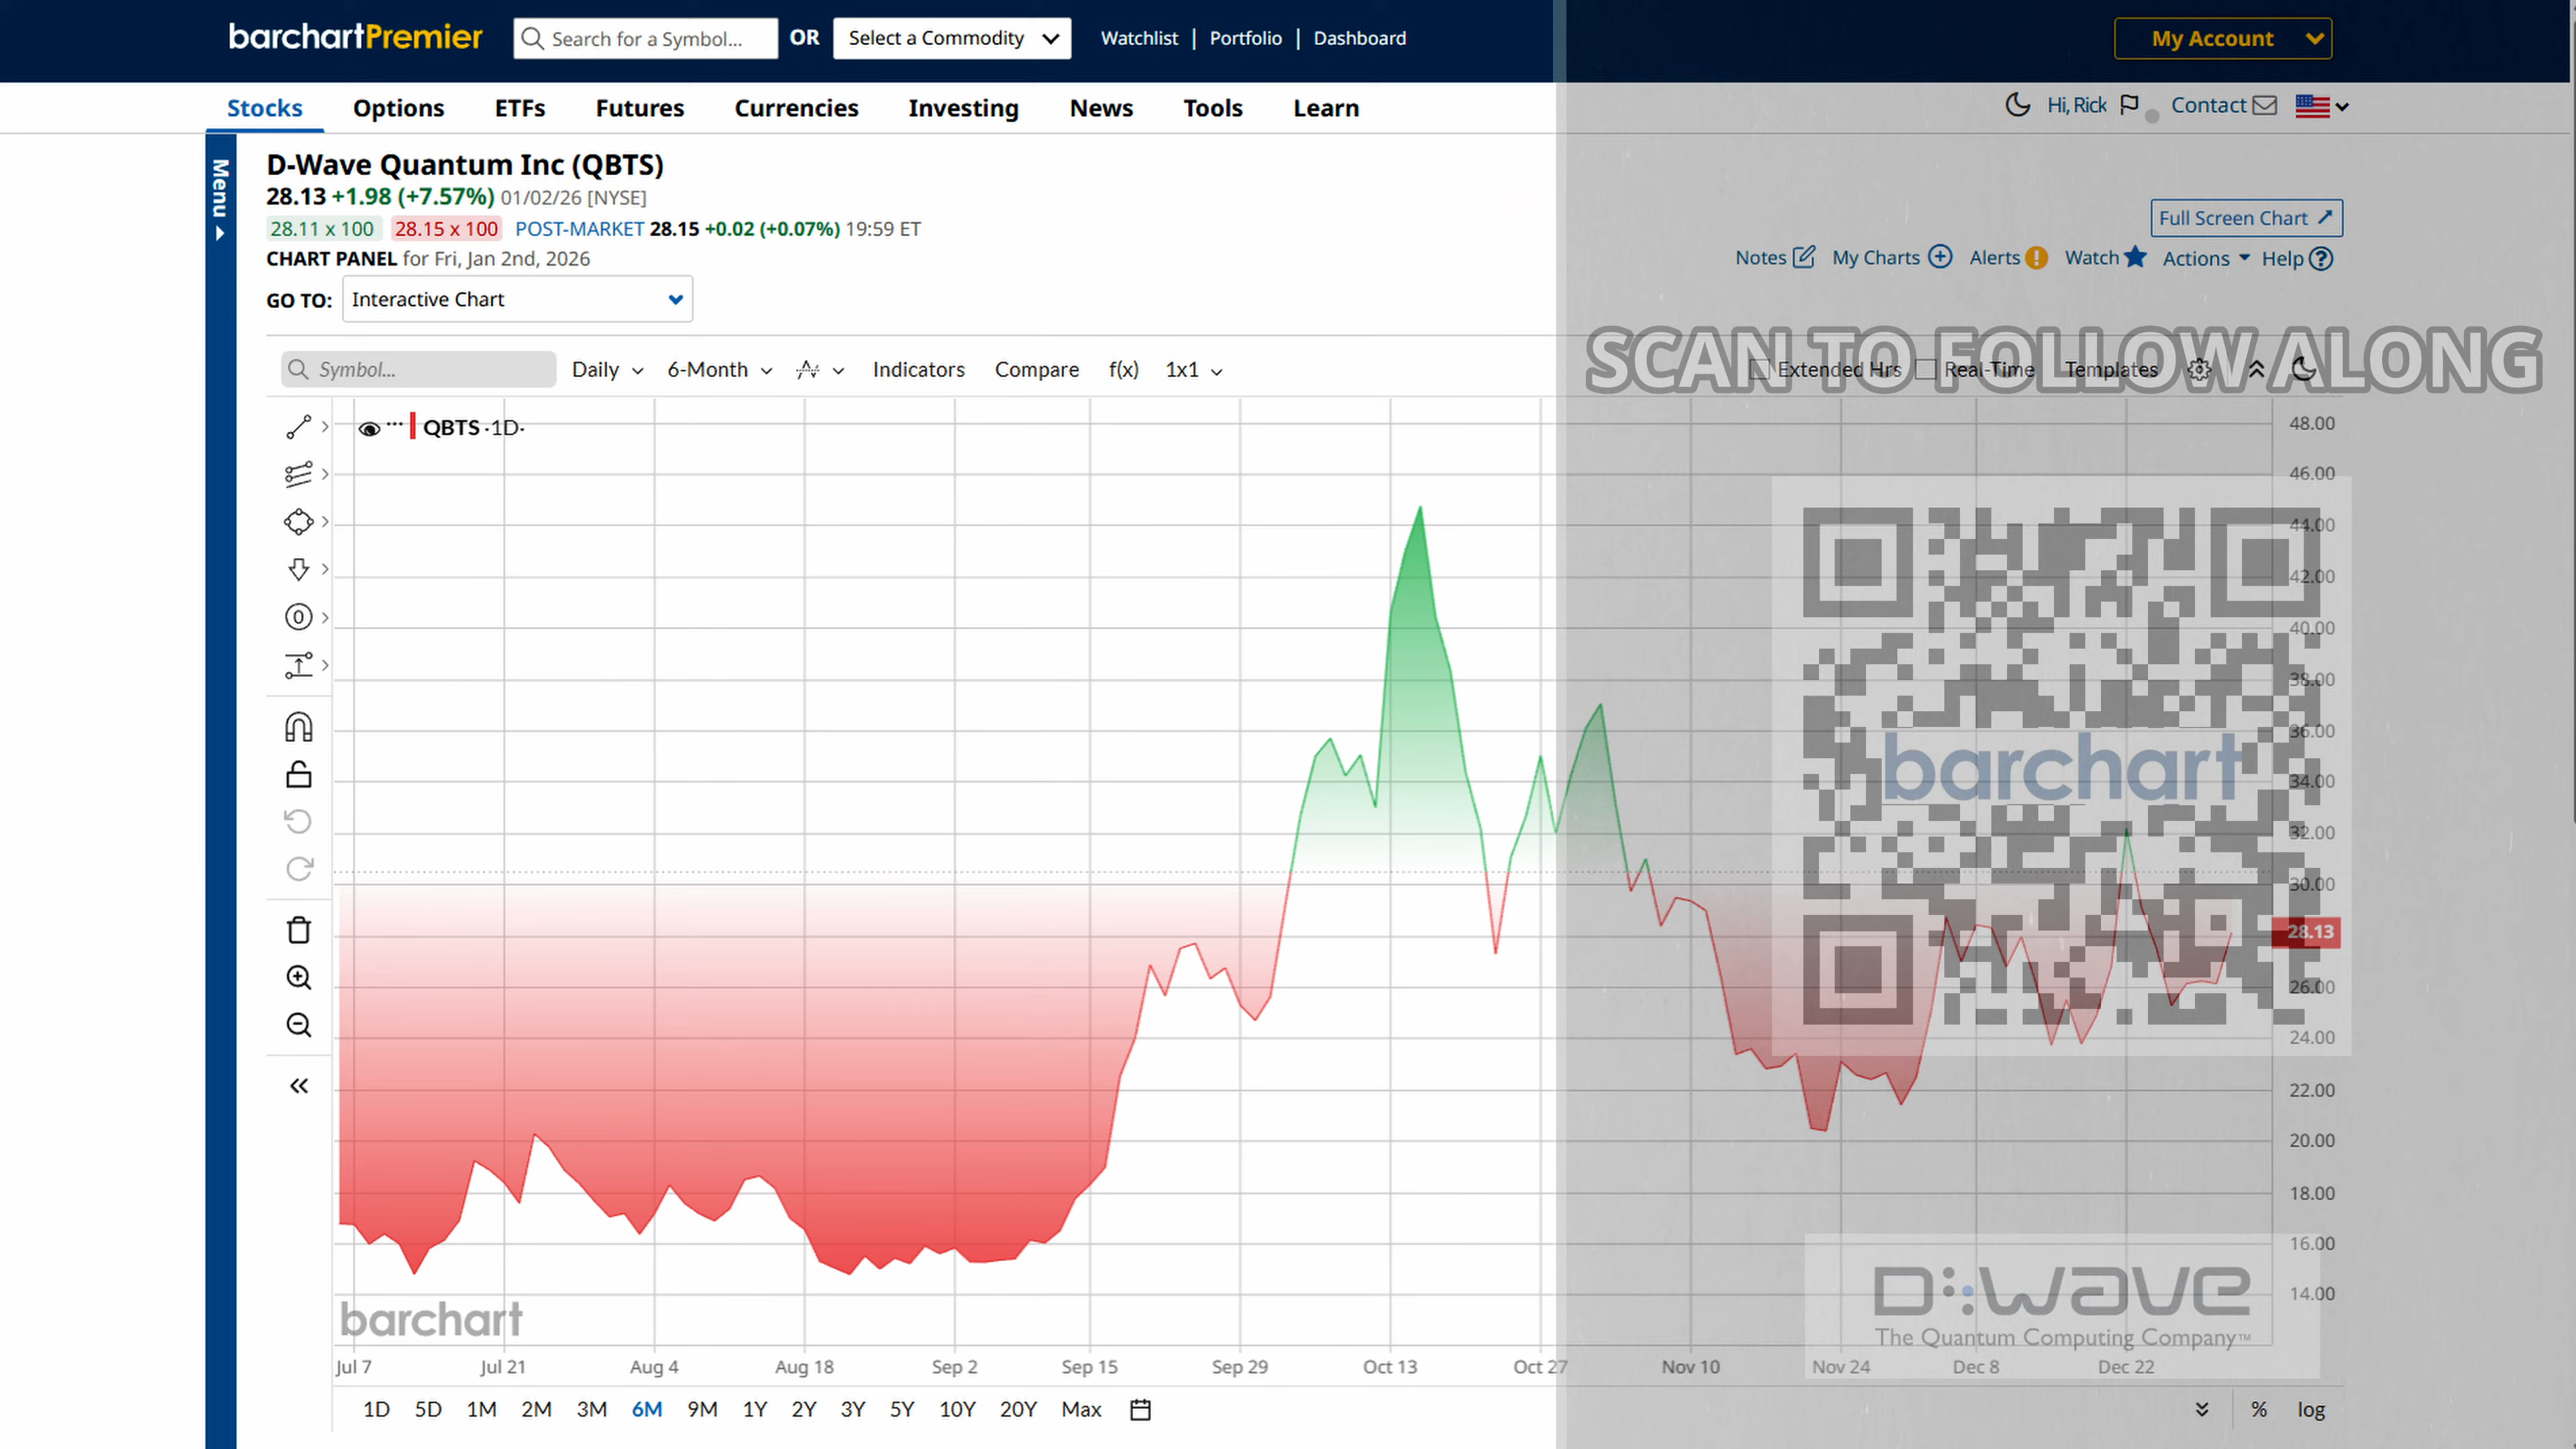 barchartPremier Search for a Symbol... OR Select a Commodity Watchlist | Portfolio | Dashboard My Account
Stocks Options ETFs Futures Currencies Investing News Tools Learn Hi, Rick Contact
Menu
D-Wave Quantum Inc (QBTS)
28.13 +1.98 (+7.57%) 01/02/26 [NYSE]
28.11 x 100 28.15 x 100 POST-MARKET 28.15 +0.02 (+0.07%) 19:59 ET
Full Screen Chart
CHART PANEL for Fri, Jan 2nd, 2026
Notes My Charts Alerts Watch Actions Help
GO TO: Interactive Chart
SCAN TO FOLLOW ALONG
Symbol... Daily 6-Month Indicators Compare f(x) 1x1 Extended Hrs Real-Time Templates
QBTS ·1D·
48.00
46.00
44.00
42.00
40.00
38.00
36.00
barchart
34.00
32.00
30.00
28.13
26.00
24.00
22.00
20.00
18.00
16.00
14.00
D:wave
The Quantum Computing Company™
barchart
Jul 7 Jul 21 Aug 4 Aug 18 Sep 2 Sep 15 Sep 29 Oct 13 Oct 27 Nov 10 Nov 24 Dec 8 Dec 22
1D 5D 1M 2M 3M 6M 9M 1Y 2Y 3Y 5Y 10Y 20Y Max % log